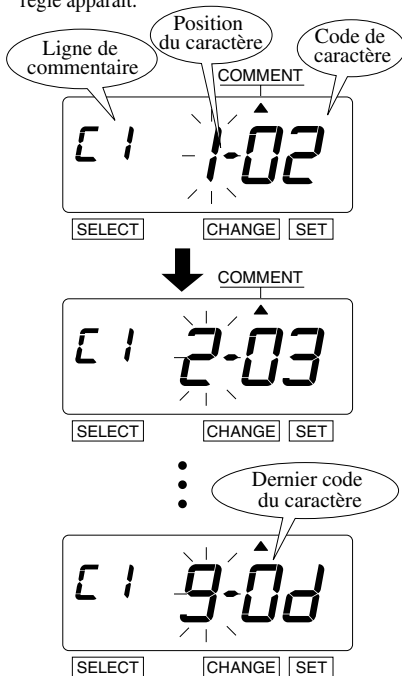 règle apparaît.
Ligne de
commentaire
Position
du caractère
Code de
caractère
COMMENT
C1 1-02
SELECT CHANGE SET
COMMENT
C1 2-03
SELECT CHANGE SET
Dernier code
du caractère
C1 9-0d
SELECT CHANGE SET